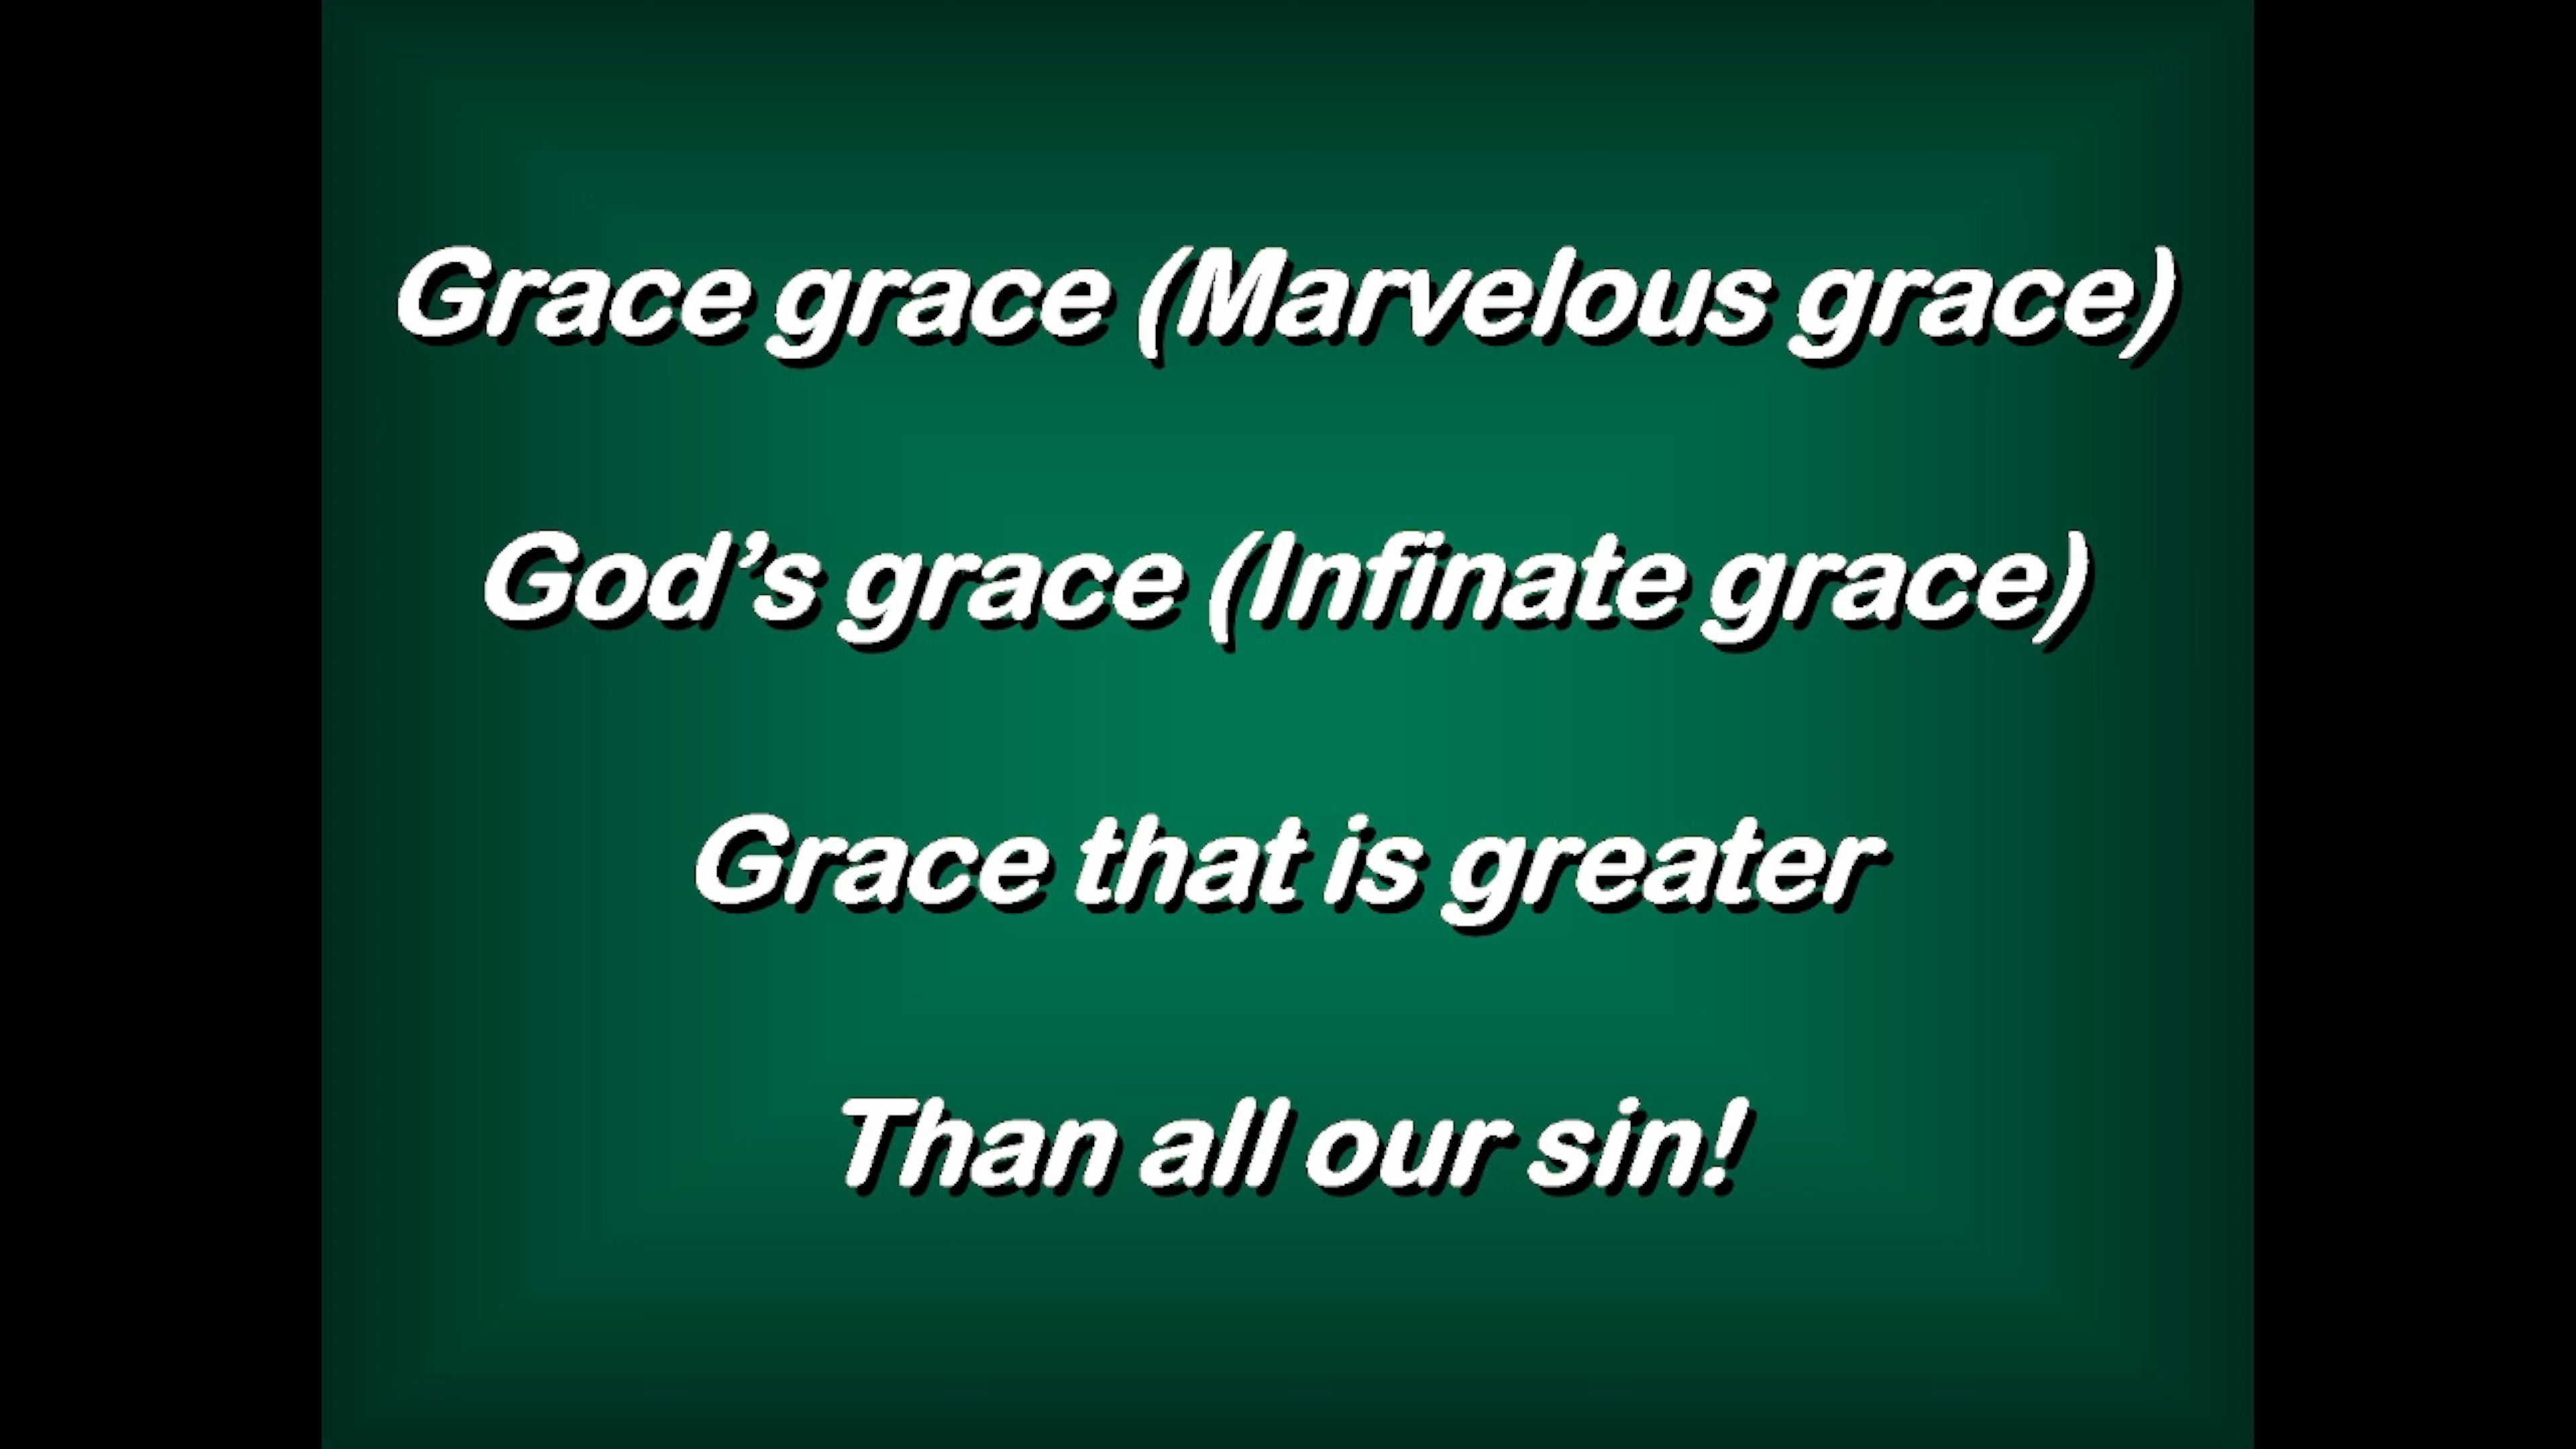 Grace grace (Marvelous grace)
God’s grace (Infinate grace)
Grace that is greater
Than all our sin!